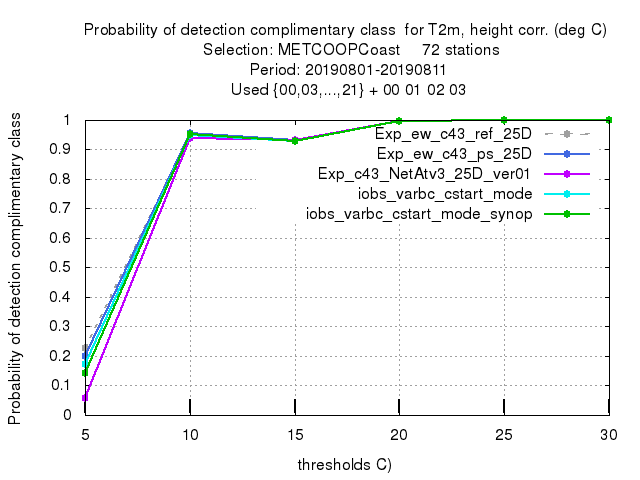 Probability of detection complimentary class  for T2m, height corr. (deg C)
Selection: METCOOPCoast     72 stations
Period: 20190801-20190811
Used {00,03,...,21} + 00 01 02 03
Probability of detection complimentary class
1
0.9
0.8
0.7
0.6
0.5
0.4
0.3
0.2
0.1
0
Exp_ew_c43_ref_25D
Exp_ew_c43_ps_25D
Exp_c43_NetAtv3_25D_ver01
iobs_varbc_cstart_mode
iobs_varbc_cstart_mode_synop
5 10 15 20 25 30
thresholds C)